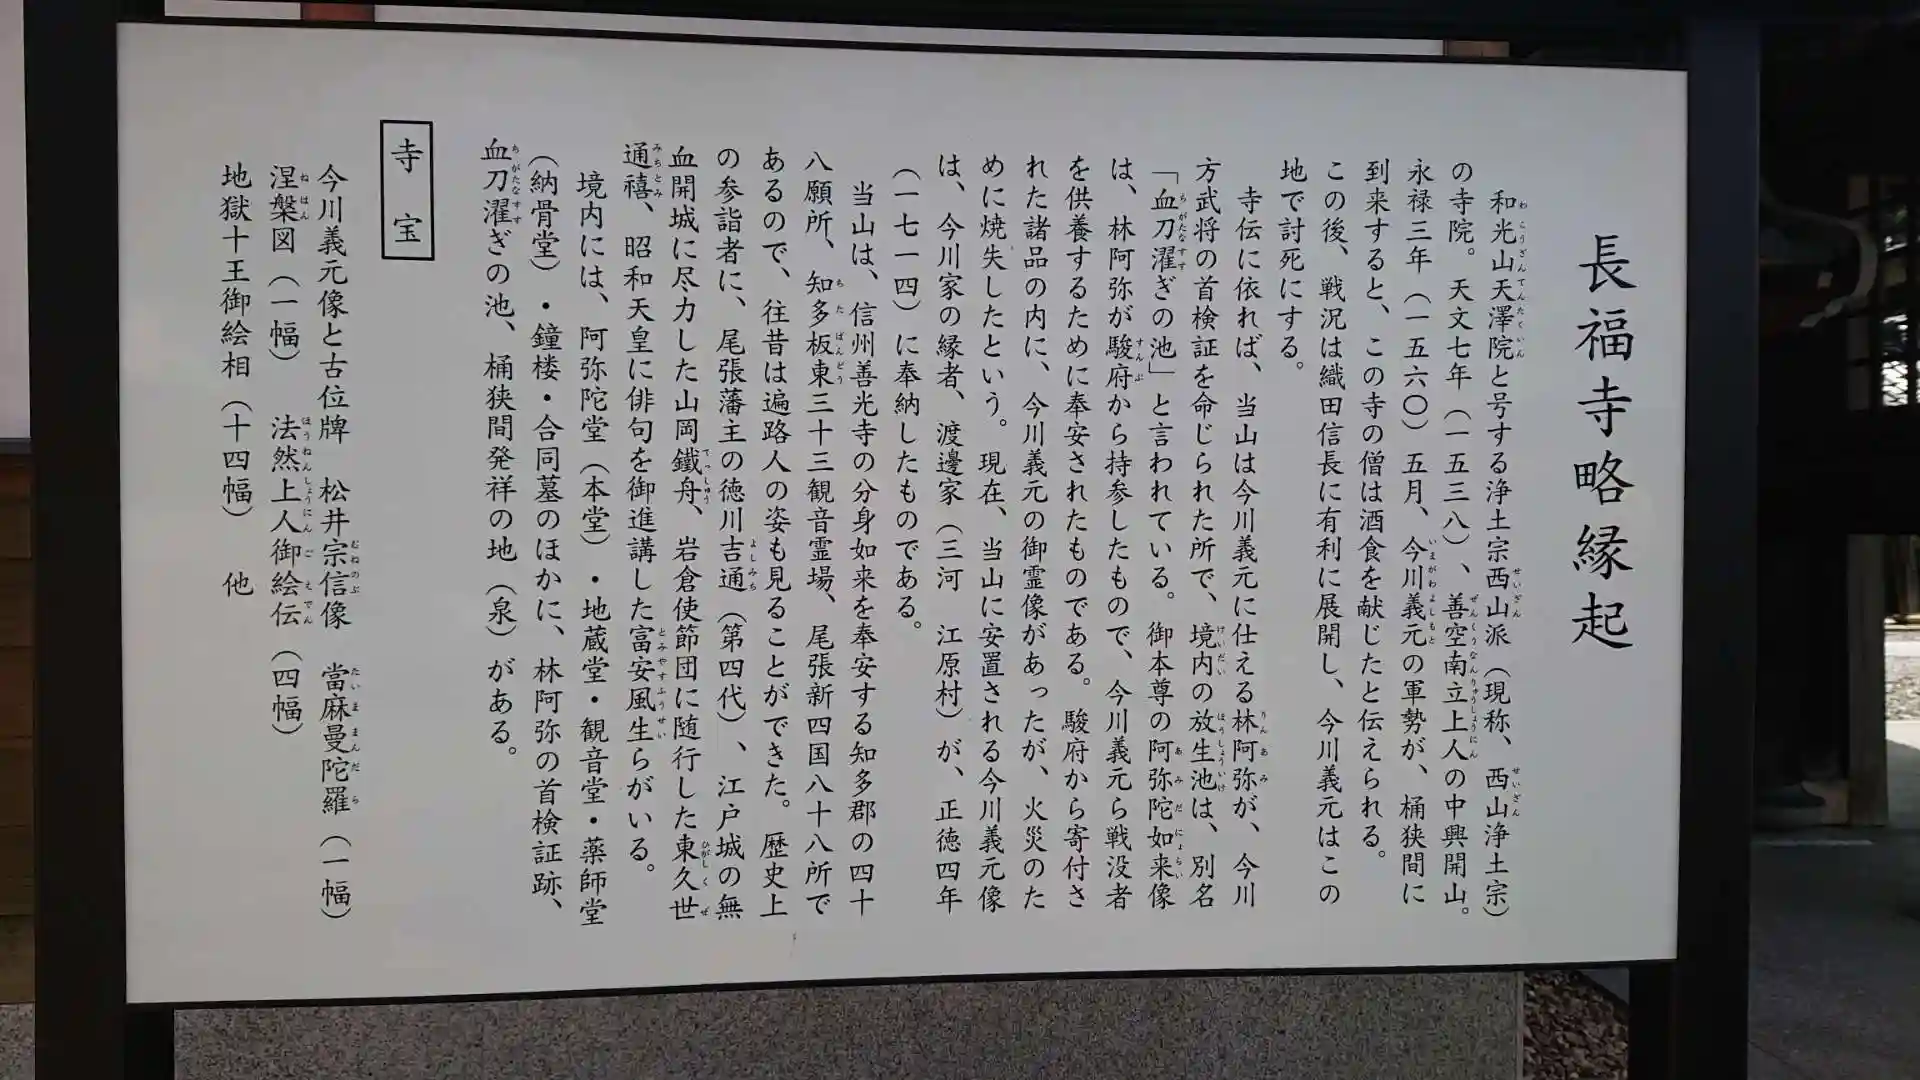 長福寺略縁起
和光山天澤院と号する浄土宗西山派（現称、西山浄土宗）
の寺院。天文七年（一五三八）、善空南立上人の中興開山。
永禄三年（一五六〇）五月、今川義元の軍勢が、桶狭間に
到来すると、この寺の僧は酒食を献じたと伝えられる。
この後、戦況は織田信長に有利に展開し、今川義元はこの
地で討死にする。
寺伝に依れば、当山は今川義元に仕える林阿弥が、今川
方武将の首検証を命じられた所で、境内の放生池は、別名
「血刀濯ぎの池」と言われている。御本尊の阿弥陀如来像
は、林阿弥が駿府から持参したもので、今川義元ら戦没者
を供養するために奉安されたものである。駿府から寄付さ
れた諸品の内に、今川義元の御霊像があったが、火災のた
めに焼失したという。現在、当山に安置される今川義元像
は、今川家の縁者、渡邊家（三河　江原村）が、正徳四年
（一七一四）に奉納したものである。
当山は、信州善光寺の分身如来を奉安する知多郡の四十
八願所、知多板東三十三観音霊場、尾張新四国八十八所で
あるので、往昔は遍路人の姿も見ることができた。歴史上
の参詣者に、尾張藩主の徳川吉通（第四代）、江戸城の無
血開城に尽力した山岡鐵舟、岩倉使節団に随行した東久世
通禧、昭和天皇に俳句を御進講した富安風生らがいる。
境内には、阿弥陀堂（本堂）・地蔵堂・観音堂・薬師堂
（納骨堂）・鐘楼・合同墓のほかに、林阿弥の首検証跡、
血刀濯ぎの池、桶狭間発祥の地（泉）がある。
寺宝
今川義元像と古位牌　松井宗信像　當麻曼陀羅（一幅）
涅槃図（一幅）　法然上人御絵伝（四幅）
地獄十王御絵相（十四幅）　他